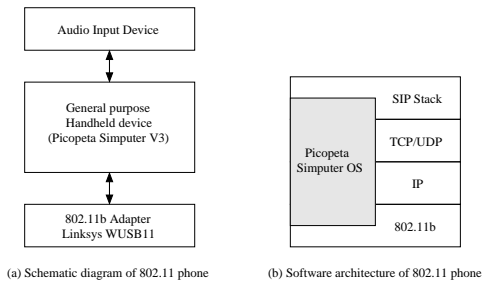 Audio Input Device
General purpose
Handheld device
(Picopeta Simputer V3)
802.11b Adapter
Linksys WUSB11
(a) Schematic diagram of 802.11 phone
SIP Stack
TCP/UDP
Picopeta
Simputer OS
IP
802.11b
(b) Software architecture of 802.11 phone